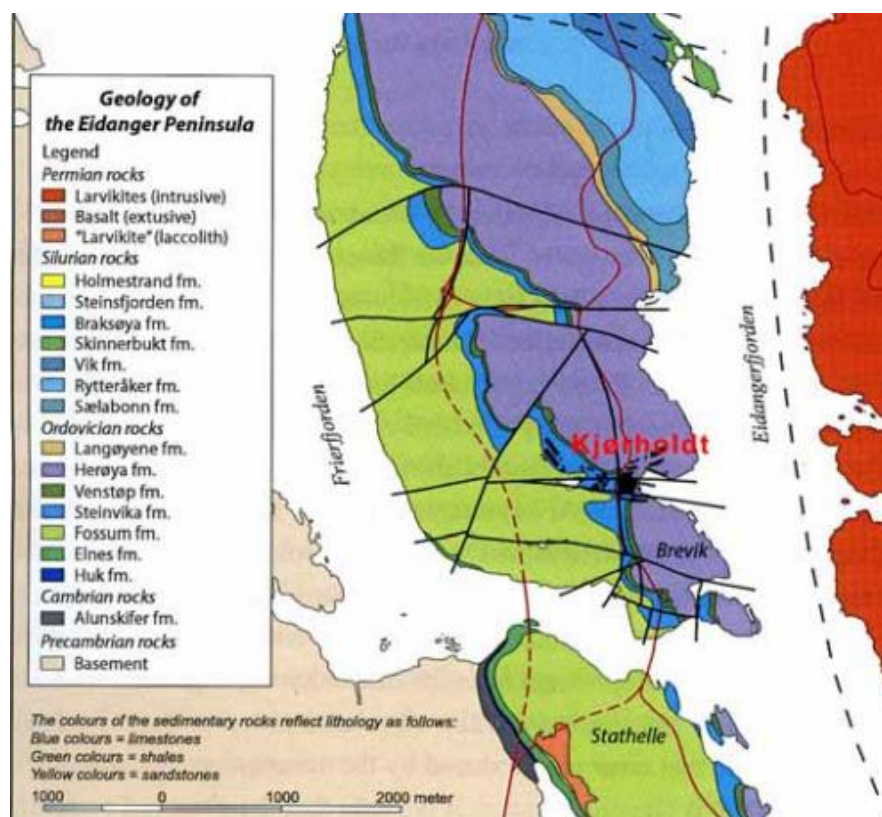 Geology of
the Eidanger Peninsula
Legend
Permian rocks
Larvikites (intrusive)
Basalt (extusive)
"Larvikite" (laccolith)
Silurian rocks
Holmestrand fm.
Steinsfjorden fm.
Braksøya fm.
Skinnerbukt fm.
Vik fm.
Rytteråker fm.
Sælabonn fm.
Ordovician rocks
Langøyene fm.
Herøya fm.
Venstøp fm.
Steinvika fm.
Fossum fm.
Elnes fm.
Huk fm.
Cambrian rocks
Alunskifer fm.
Precambrian rocks
Basement
The colours of the sedimentary rocks reflect lithology as follows:
Blue colours = limestones
Green colours = shales
Yellow colours = sandstones
1000 0 1000 2000 meter
Frierfjorden
Eidangerfjorden
Kjørholdt
Brevik
Stathelle